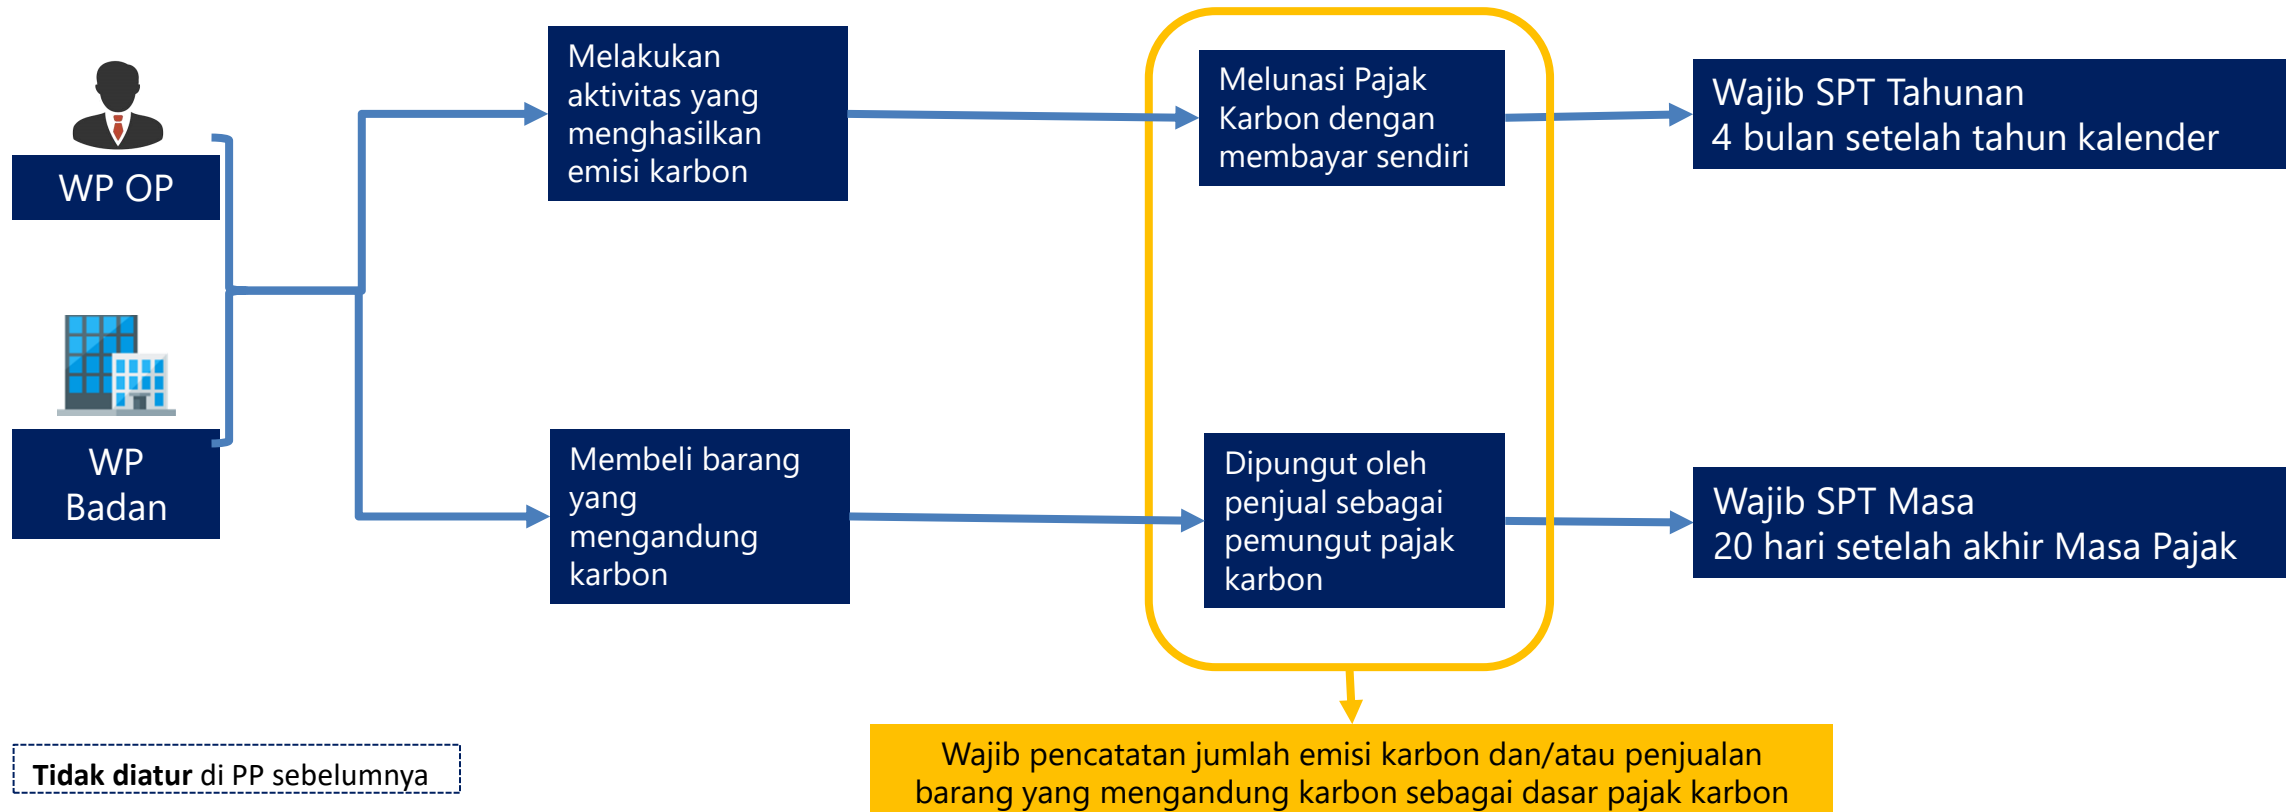 WP OP
WP
Badan
Melakukan
aktivitas yang
menghasilkan
emisi karbon
Melunasi Pajak
Karbon dengan
membayar sendiri
Wajib SPT Tahunan
4 bulan setelah tahun kalender
Membeli barang
yang
mengandung
karbon
Dipungut oleh
penjual sebagai
pemungut pajak
karbon
Wajib SPT Masa
20 hari setelah akhir Masa Pajak
Tidak diatur di PP sebelumnya
Wajib pencatatan jumlah emisi karbon dan/atau penjualan
barang yang mengandung karbon sebagai dasar pajak karbon